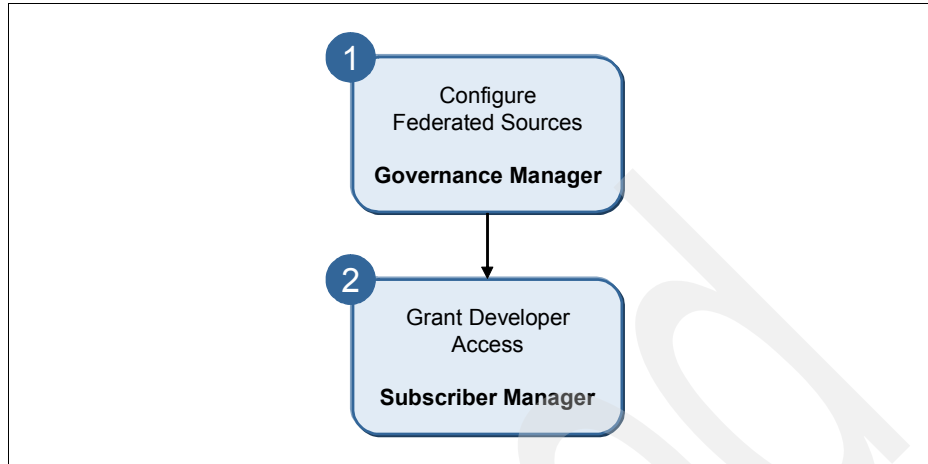 1
Configure
Federated Sources
Governance Manager
2
Grant Developer
Access
Subscriber Manager